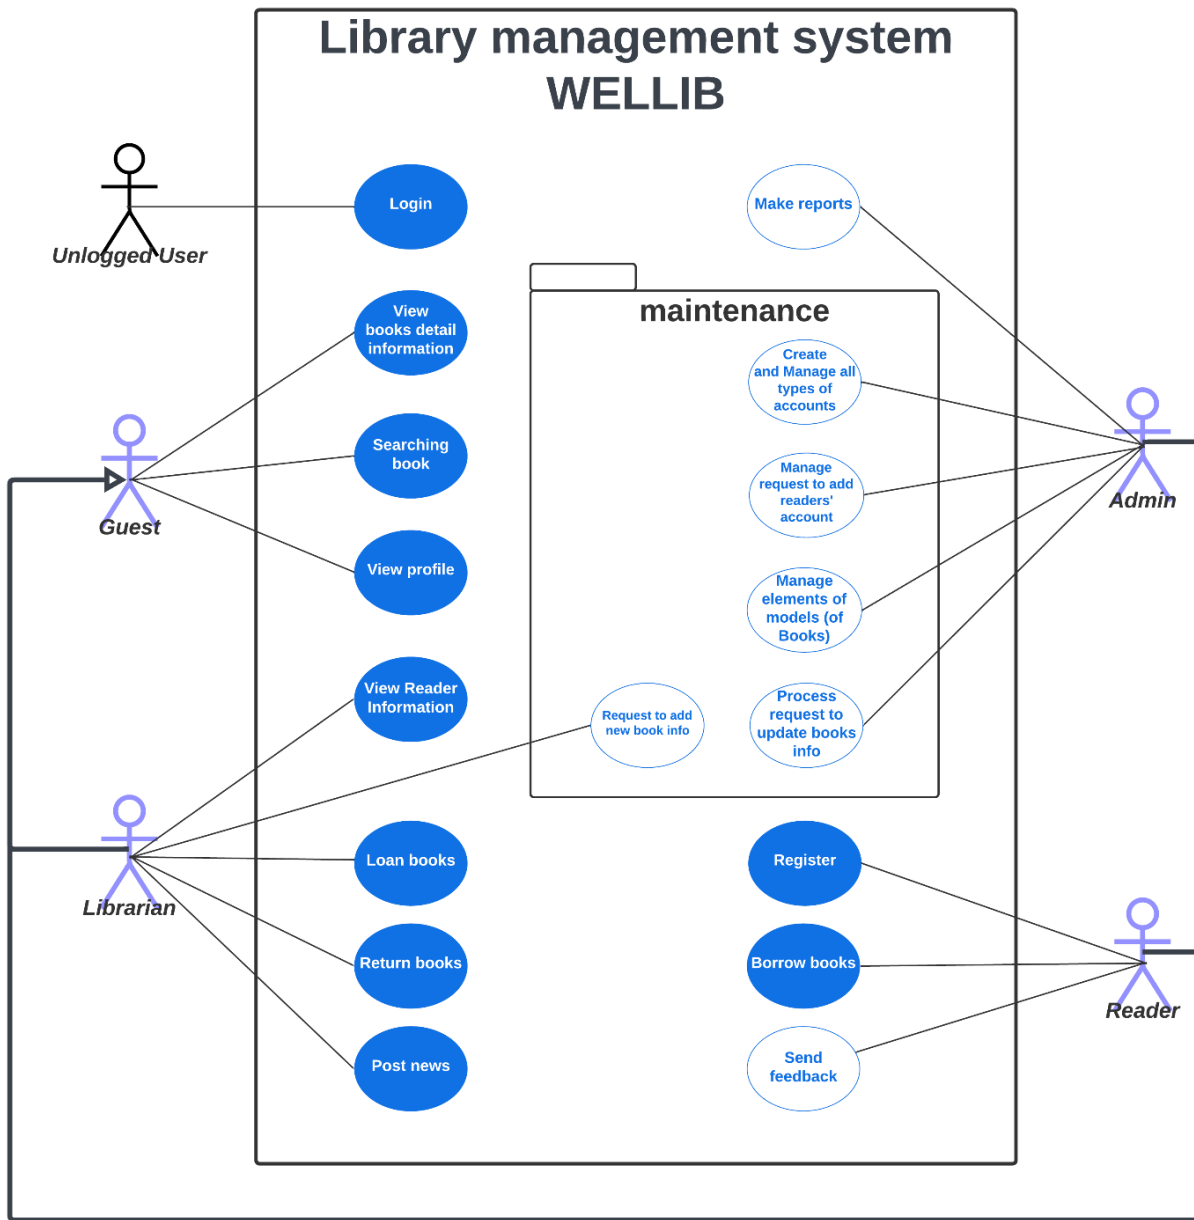 Library management system
WELLIB
Unlogged User
Login
Make reports
View
books detail
information
maintenance
Create
and Manage all
types of
accounts
Searching
book
Guest
Admin
Manage
request to add
readers'
account
View profile
Manage
elements of
models (of
Books)
View Reader
Information
Request to add
new book info
Process
request to
update books
info
Librarian
Loan books
Register
Return books
Borrow books
Reader
Post news
Send
feedback